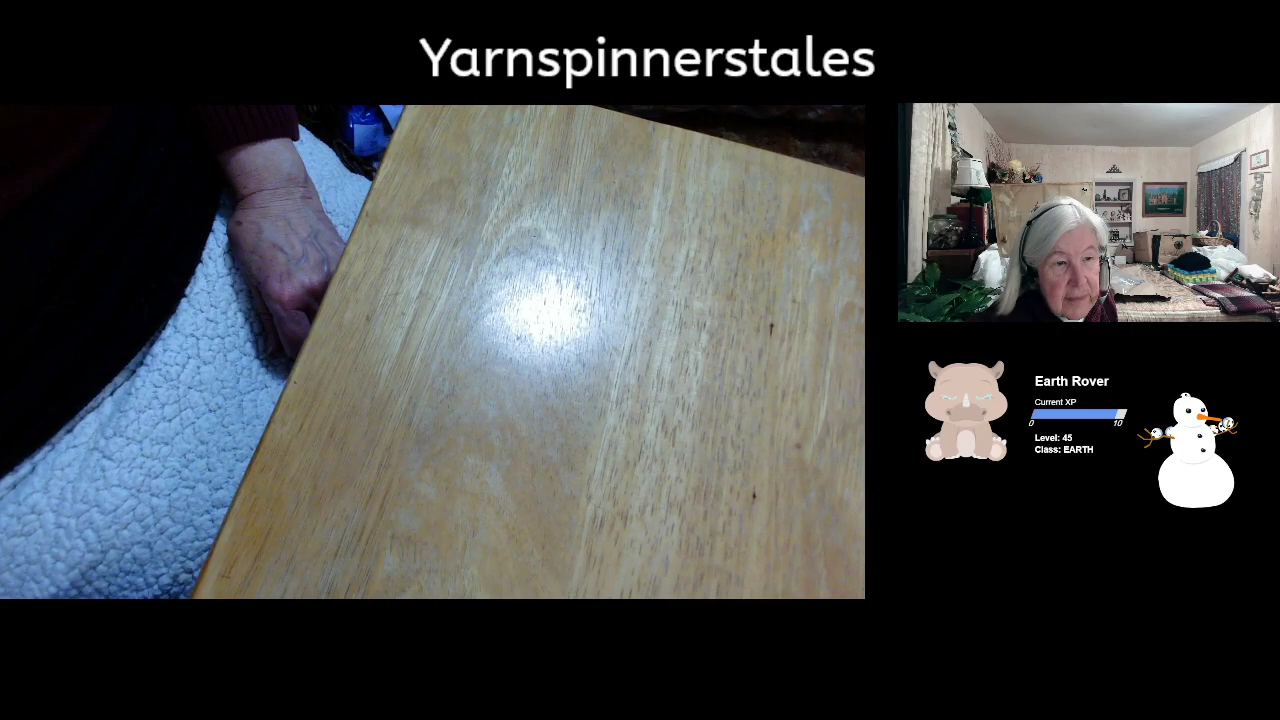 Yarnspinnerstales
Earth Rover
Current XP
0 10
Level: 45
Class: EARTH